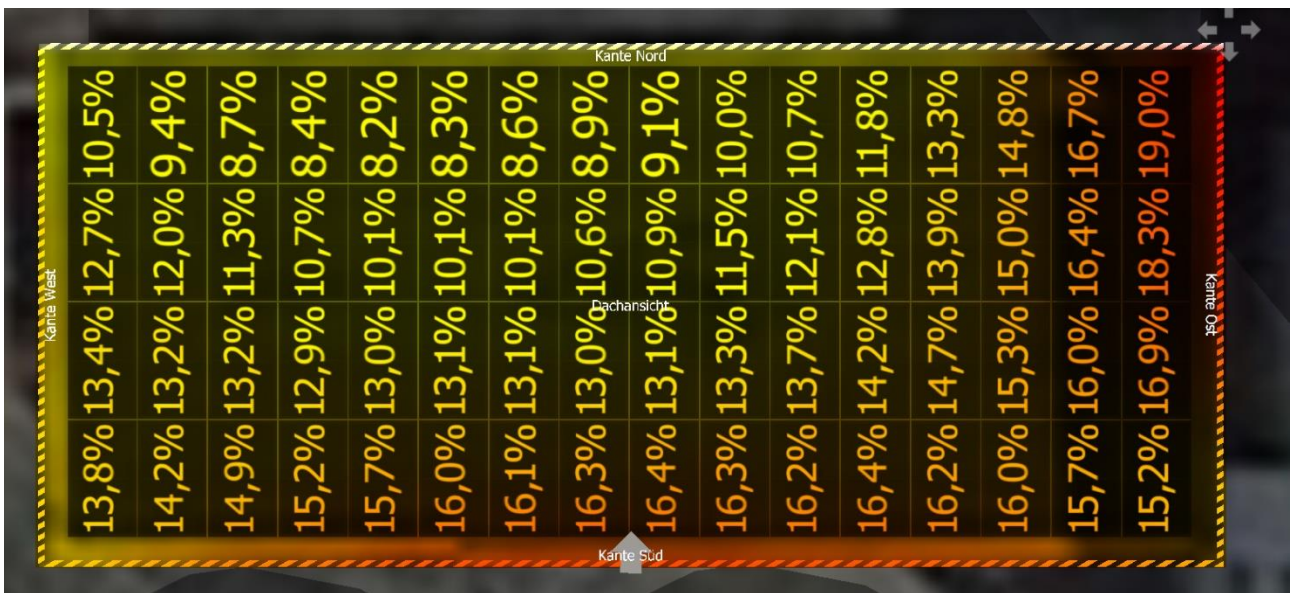 Kante Nord
10,5% 9,4% 8,7% 8,4% 8,2% 8,3% 8,6% 8,9% 9,1% 10,0% 10,7% 11,8% 13,3% 14,8% 16,7% 19,0%
12,7% 12,0% 11,3% 10,7% 10,1% 10,1% 10,1% 10,6% 10,9% 11,5% 12,1% 12,8% 13,9% 15,0% 16,4% 18,3%
Kante West
Kante Ost
Dachansicht
13,4% 13,2% 13,2% 12,9% 13,0% 13,1% 13,1% 13,0% 13,1% 13,3% 13,7% 14,2% 14,7% 15,3% 16,0% 16,9%
13,8% 14,2% 14,9% 15,2% 15,7% 16,0% 16,1% 16,3% 16,4% 16,3% 16,2% 16,4% 16,2% 16,0% 15,7% 15,2%
Kante Süd